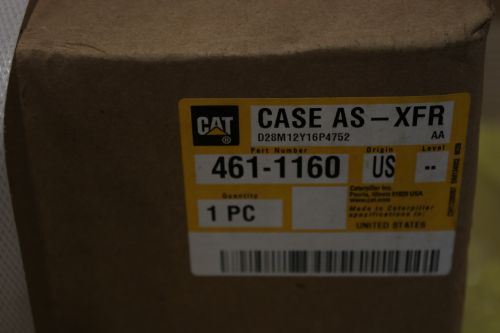 CAT®
CASE AS-XFR
D28M12Y16P4752 AA
Part Number Origin Level
461-1160 US --
Quantity
1 PC
Caterpillar Inc.
Peoria, Illinois 61629 USA
www.cat.com
Made to Caterpillar
specifications in:
UNITED STATES